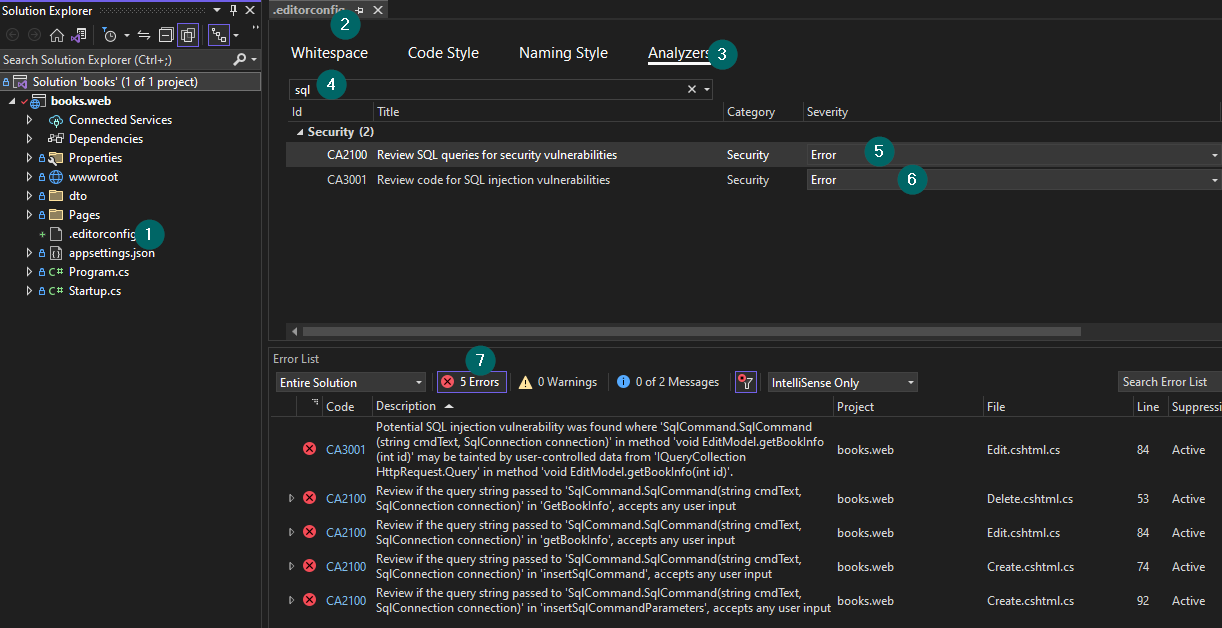 Solution Explorer
Search Solution Explorer (Ctrl+;)
Solution 'books' (1 of 1 project)
books.web
Connected Services
Dependencies
Properties
wwwroot
dto
Pages
.editorconfig
1
appsettings.json
C# Program.cs
C# Startup.cs
.editorconfig
2
Whitespace
Code Style
Naming Style
Analyzers
3
sql
4
Id Title Category Severity
Security (2)
CA2100 Review SQL queries for security vulnerabilities Security Error
5
CA3001 Review code for SQL injection vulnerabilities Security Error
6
Error List
7
Entire Solution 5 Errors 0 Warnings 0 of 2 Messages IntelliSense Only Search Error List
Code Description Project File Line Suppressi
Potential SQL injection vulnerability was found where 'SqlCommand.SqlCommand
(string cmdText, SqlConnection connection)' in method 'void EditModel.getBookInfo
CA3001 (int id)' may be tainted by user-controlled data from 'IQueryCollection books.web Edit.cshtml.cs 84 Active
HttpRequest.Query' in method 'void EditModel.getBookInfo(int id)'.
CA2100 Review if the query string passed to 'SqlCommand.SqlCommand(string cmdText, books.web Delete.cshtml.cs 53 Active
SqlConnection connection)' in 'GetBookInfo', accepts any user input
CA2100 Review if the query string passed to 'SqlCommand.SqlCommand(string cmdText, books.web Edit.cshtml.cs 84 Active
SqlConnection connection)' in 'getBookInfo', accepts any user input
CA2100 Review if the query string passed to 'SqlCommand.SqlCommand(string cmdText, books.web Create.cshtml.cs 74 Active
SqlConnection connection)' in 'insertSqlCommand', accepts any user input
CA2100 Review if the query string passed to 'SqlCommand.SqlCommand(string cmdText, books.web Create.cshtml.cs 92 Active
SqlConnection connection)' in 'insertSqlCommandParameters', accepts any user input